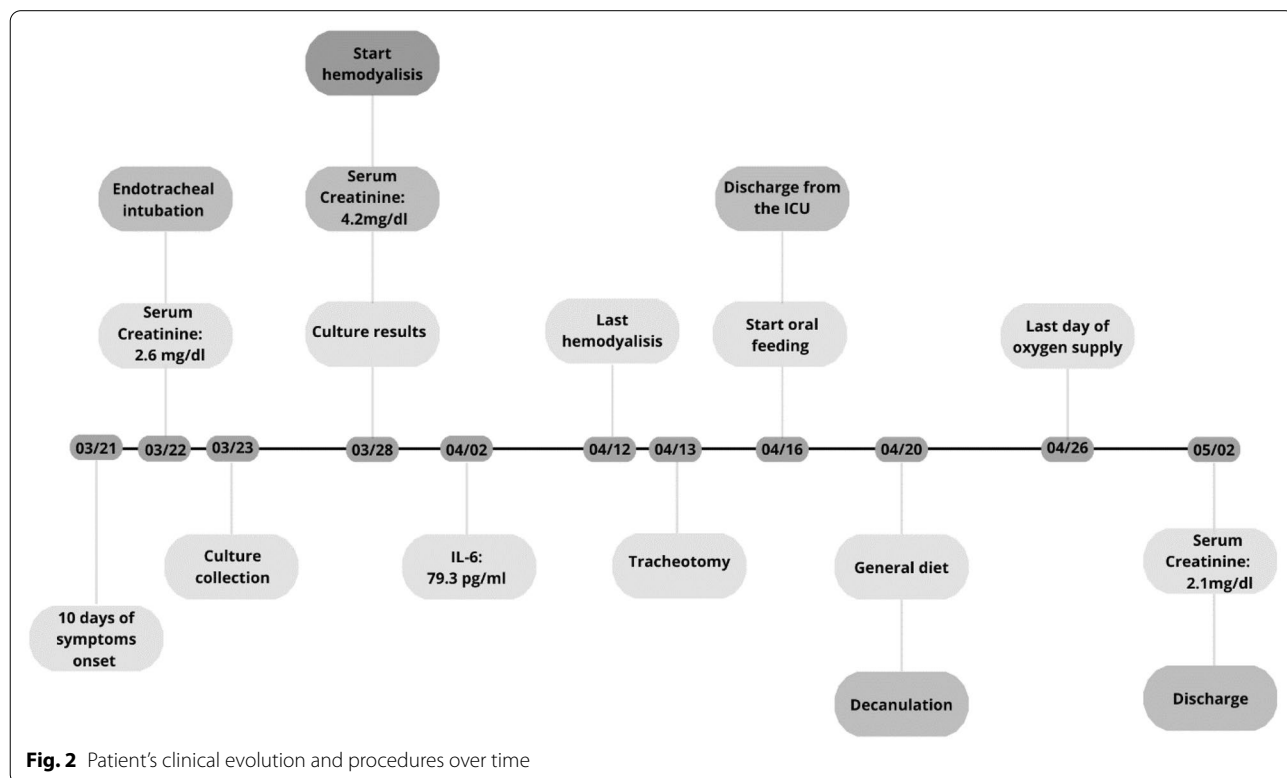 Start
hemodyalisis
Endotracheal
intubation
Serum
Creatinine:
4.2mg/dl
Discharge from
the ICU
Serum
Creatinine:
2.6 mg/dl
Culture results
Last
hemodyalisis
Start oral
feeding
Last day of
oxygen supply
03/21
03/22
03/23
03/28
04/02
04/12
04/13
04/16
04/20
04/26
05/02
Culture
collection
IL-6:
79.3 pg/ml
Tracheotomy
General diet
Serum
Creatinine:
2.1mg/dl
10 days of
symptoms
onset
Decanulation
Discharge
Fig. 2 Patient’s clinical evolution and procedures over time